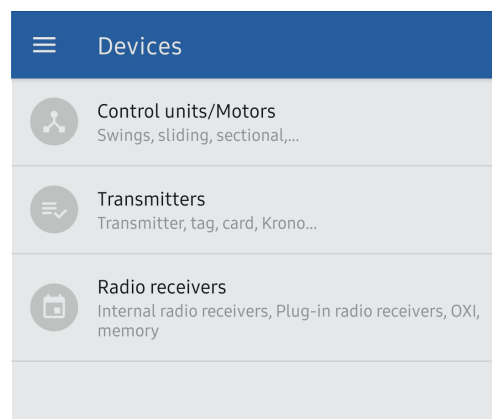 Devices
Control units/Motors
Swings, sliding, sectional,...
Transmitters
Transmitter, tag, card, Krono...
Radio receivers
Internal radio receivers, Plug-in radio receivers, OXI,
memory